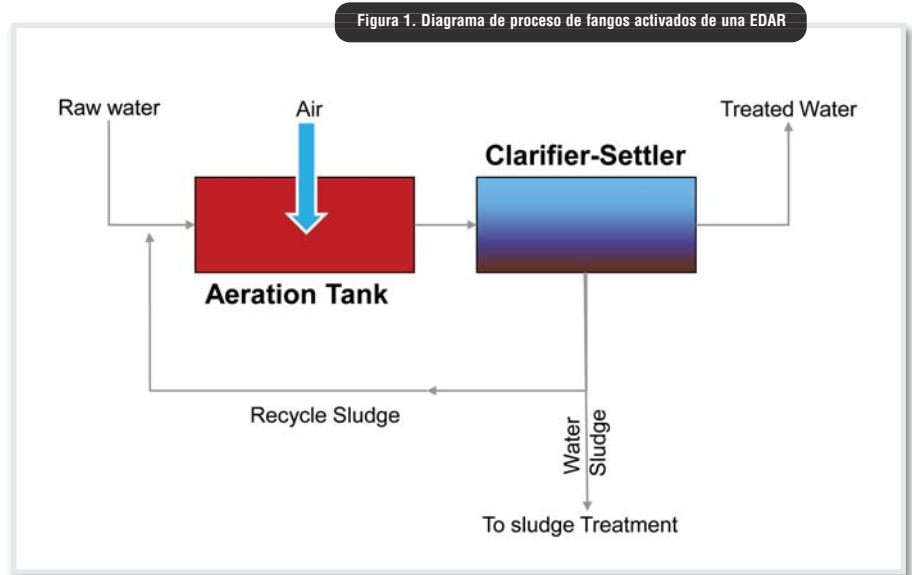 Figura 1. Diagrama de proceso de fangos activados de una EDAR
Raw water
Air
Treated Water
Clarifier-Settler
Aeration Tank
Recycle Sludge
Water
Sludge
To sludge Treatment